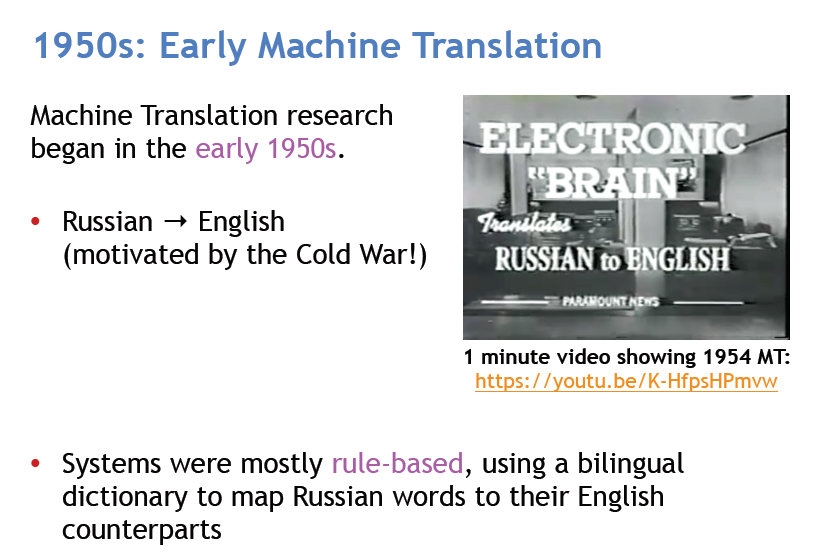 1950s: Early Machine Translation
Machine Translation research
began in the early 1950s.
• Russian → English
(motivated by the Cold War!)
ELECTRONIC
"BRAIN"
Translates
RUSSIAN to ENGLISH
PARAMOUNT NEWS
1 minute video showing 1954 MT:
https://youtu.be/K-HfpsHPmvw
• Systems were mostly rule-based, using a bilingual
dictionary to map Russian words to their English
counterparts